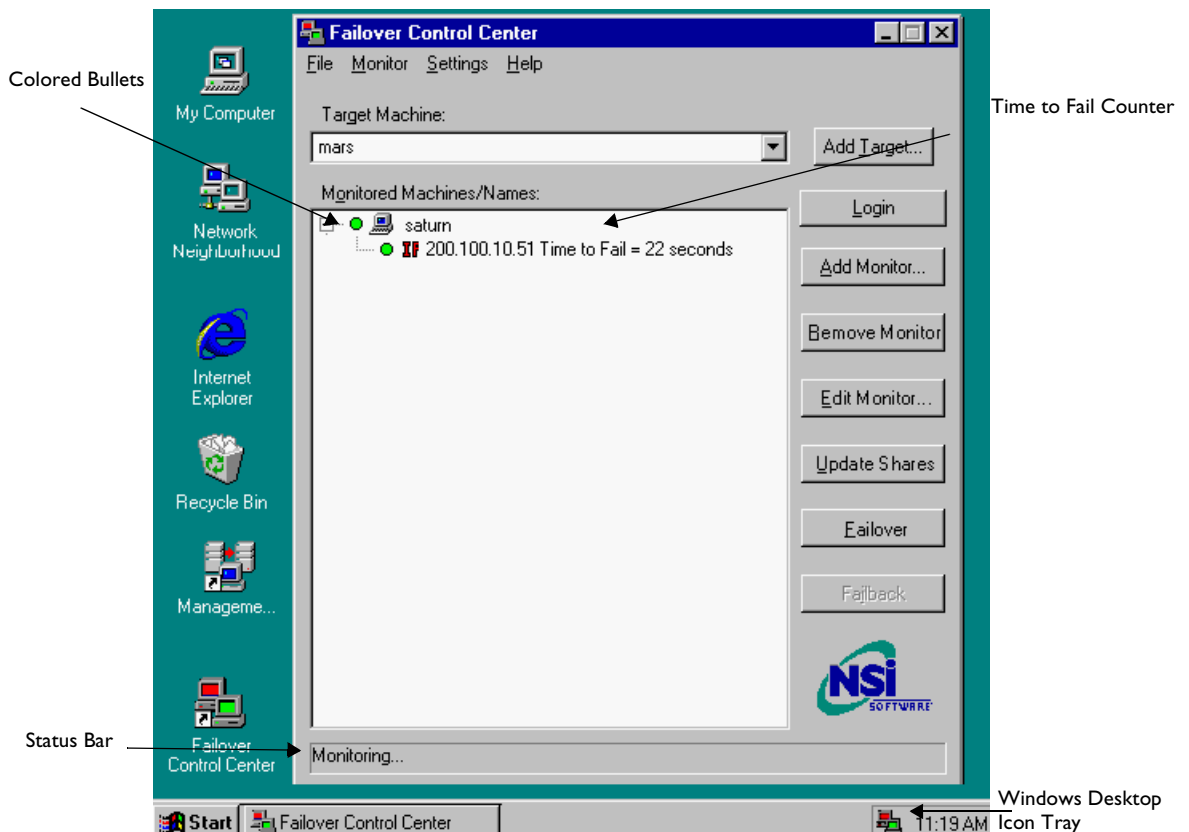 Failover Control Center
File Monitor Settings Help
Colored Bullets
My Computer
Target Machine:
Time to Fail Counter
mars
Add Target...
Monitored Machines/Names:
Login
saturn
IP 200.100.10.51 Time to Fail = 22 seconds
Network
Neighborhood
Add Monitor...
Remove Monitor
Internet
Explorer
Edit Monitor...
Update Shares
Recycle Bin
Failover
Failback
Manageme...
NSi
SOFTWARE
Status Bar
Failover
Control Center
Monitoring...
Windows Desktop
Icon Tray
Start
Failover Control Center
11:19 AM